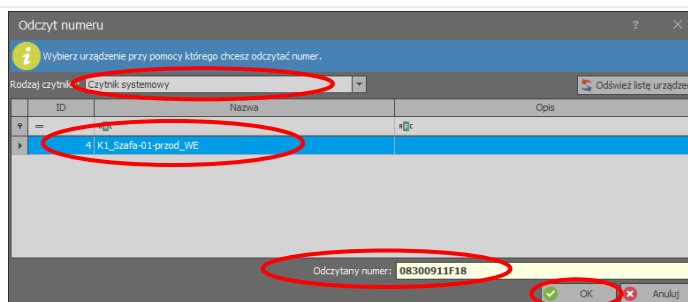 Odczyt numeru
Wybierz urządzenie przy pomocy którego chcesz odczytać numer.
Rodzaj czytnik Czytnik systemowy Odśwież listę urządzeń
ID Nazwa Opis
=
4 K1_Szafa-01-przod_WE
Odczytany numer: 08300911F18
OK Anuluj